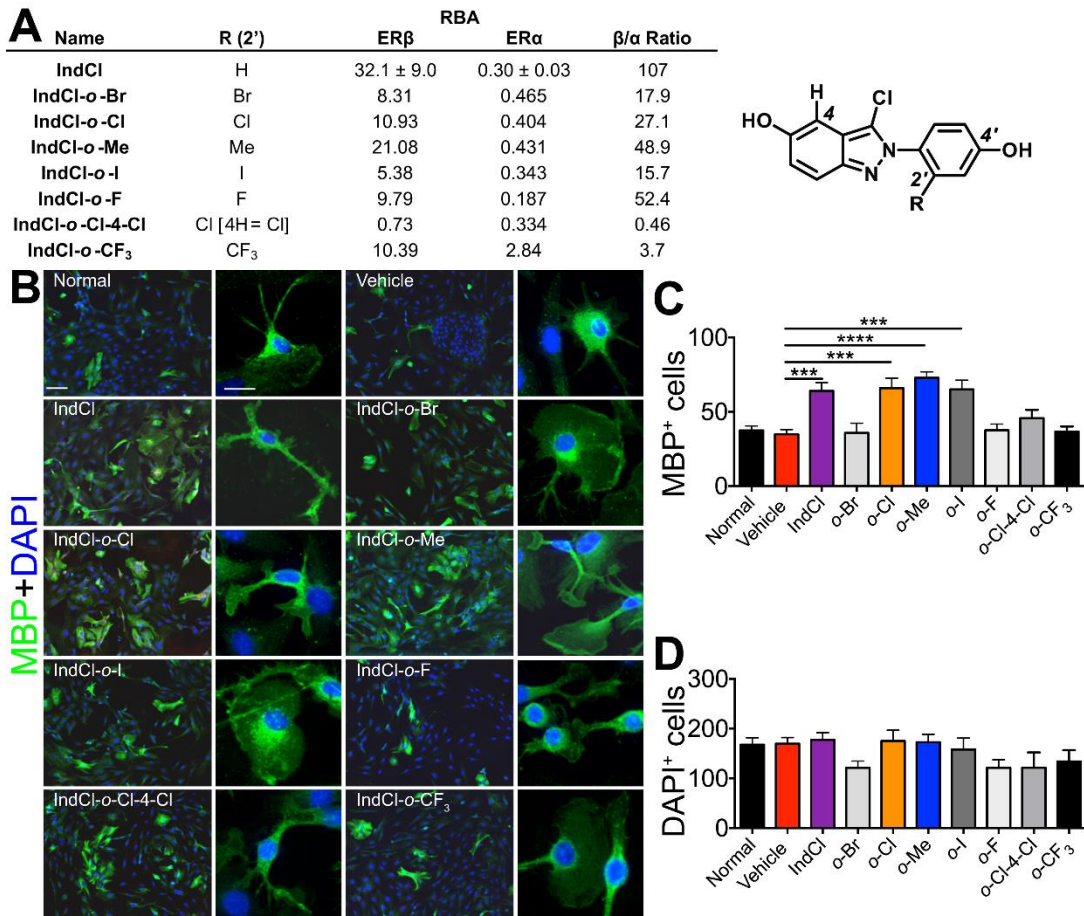 A
RBA
Name R (2') ERβ ERα β/α Ratio
IndCl H 32.1 ± 9.0 0.30 ± 0.03 107
IndCl-o-Br Br 8.31 0.465 17.9
IndCl-o-Cl Cl 10.93 0.404 27.1
IndCl-o-Me Me 21.08 0.431 48.9
IndCl-o-I I 5.38 0.343 15.7
IndCl-o-F F 9.79 0.187 52.4
IndCl-o-Cl-4-Cl Cl [4H= Cl] 0.73 0.334 0.46
IndCl-o-CF3 CF3 10.39 2.84 3.7
H
Cl
HO
4
N
N
4'
OH
2'
R
B
MBP+DAPI
Normal
Vehicle
IndCl
IndCl-o-Br
IndCl-o-Cl
IndCl-o-Me
IndCl-o-I
IndCl-o-F
IndCl-o-Cl-4-Cl
IndCl-o-CF3
C
MBP+ cells
100
50
0
***
****
***
***
Normal
Vehicle
IndCl
o-Br
o-Cl
o-Me
o-I
o-F
o-Cl-4-Cl
o-CF3
D
DAPI+ cells
300
200
100
0
Normal
Vehicle
IndCl
o-Br
o-Cl
o-Me
o-I
o-F
o-Cl-4-Cl
o-CF3